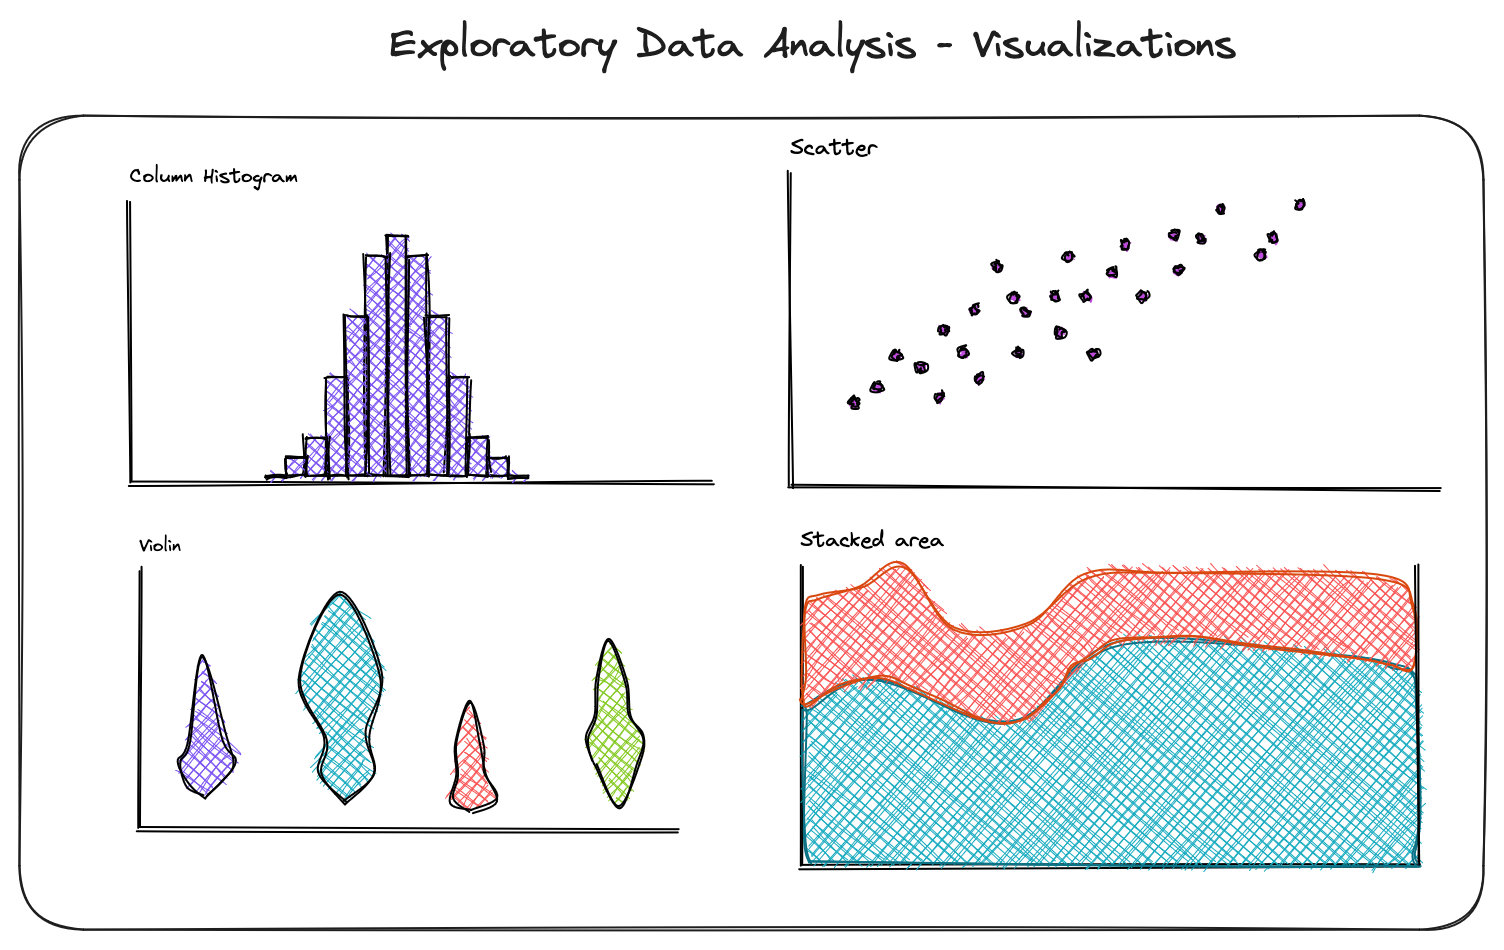 Exploratory Data Analysis - Visualizations
Column Histogram
Scatter
Violin
Stacked area